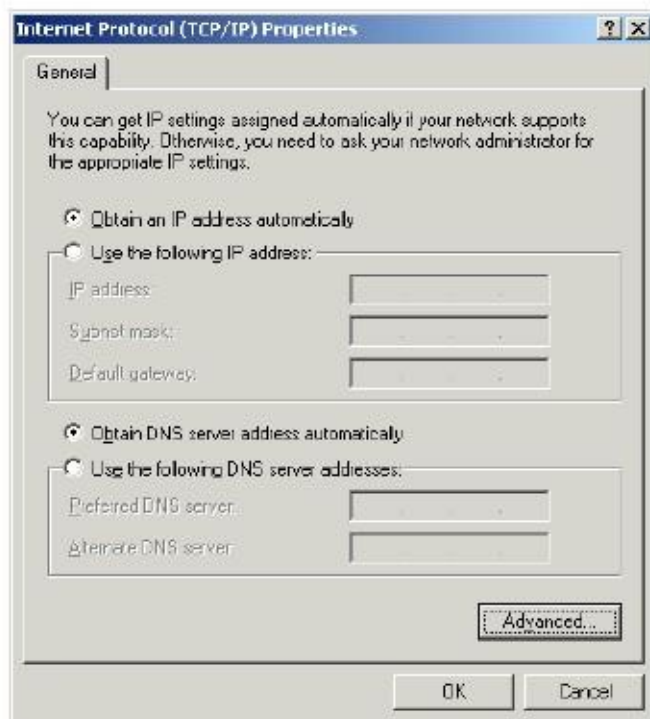 Internet Protocol (TCP/IP) Properties
General
You can get IP settings assigned automatically if your network supports
this capability. Otherwise, you need to ask your network administrator for
the appropriate IP settings.
Obtain an IP address automatically
Use the following IP address:
IP address:
Subnet mask:
Default gateway:
Obtain DNS server address automatically
Use the following DNS server addresses:
Preferred DNS server:
Alternate DNS server:
Advanced...
OK
Cancel